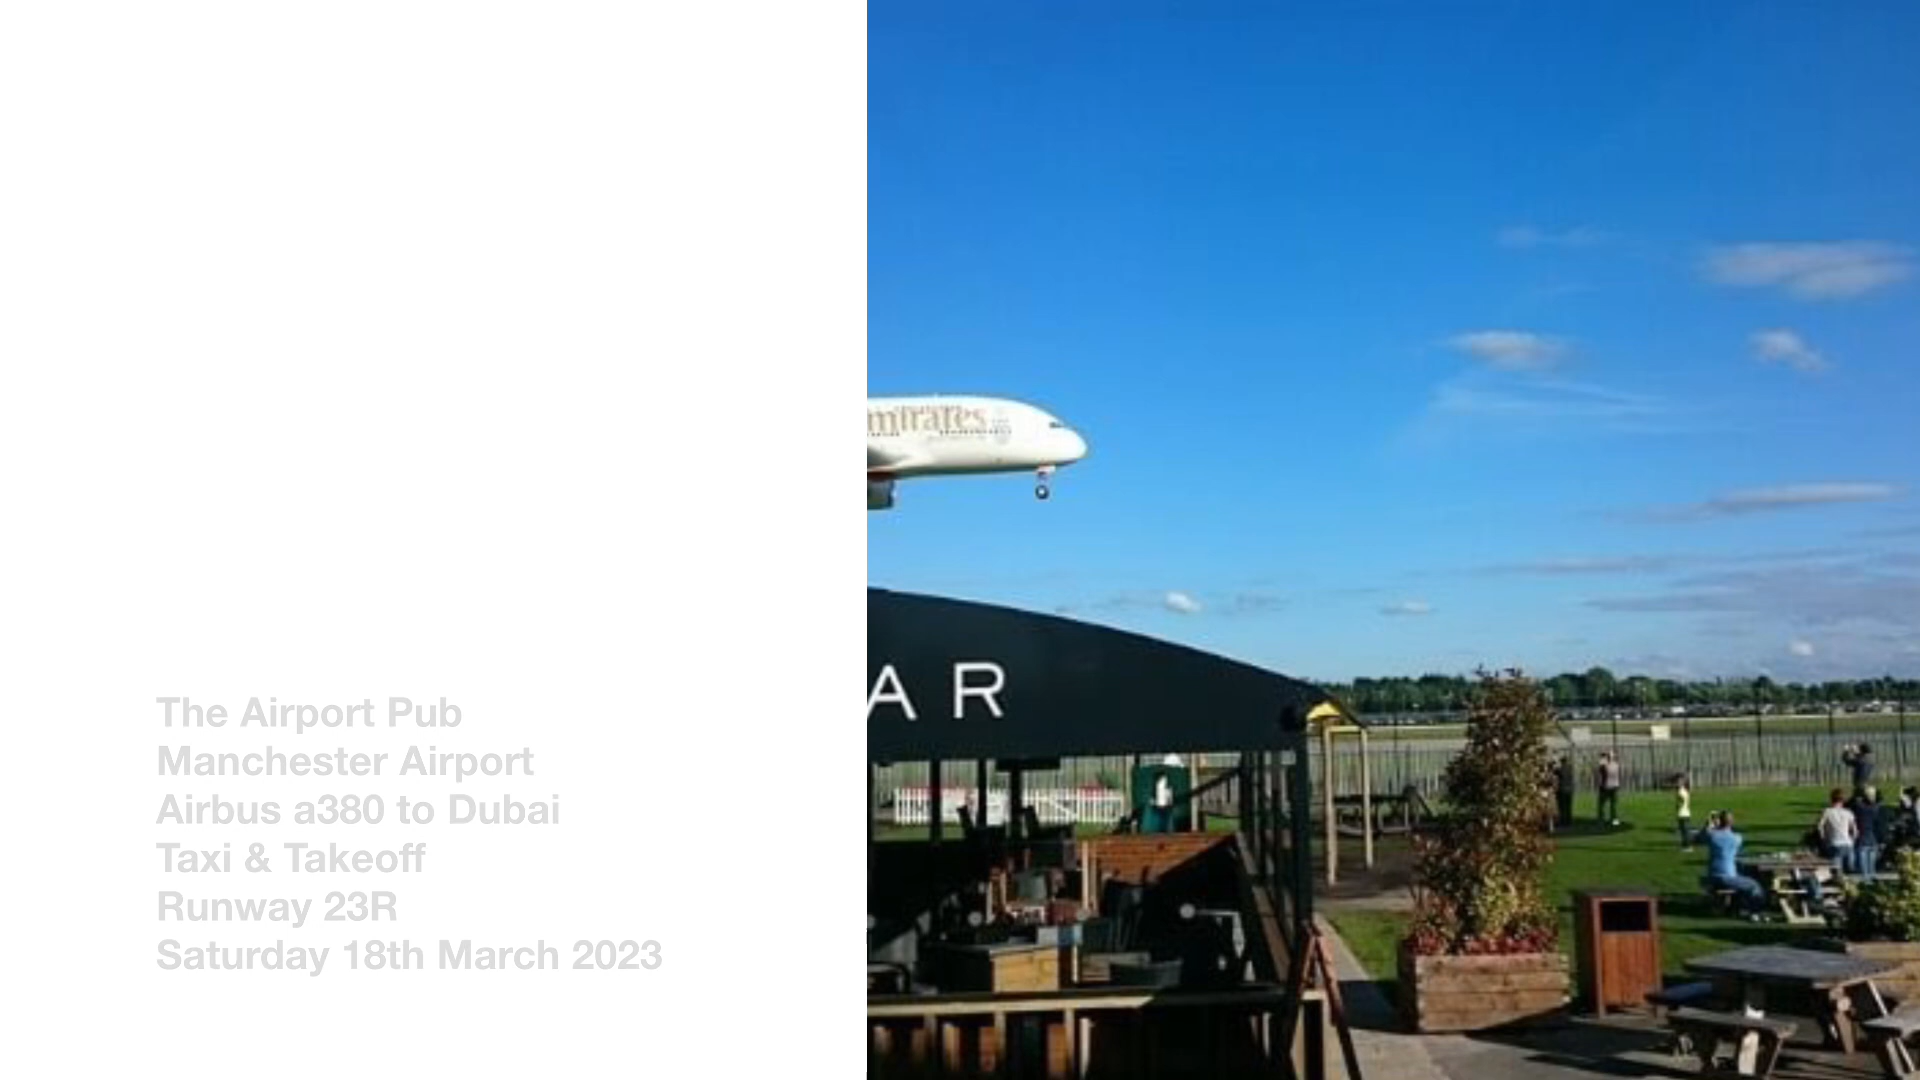 The Airport Pub
Manchester Airport
Airbus a380 to Dubai
Taxi & Takeoff
Runway 23R
Saturday 18th March 2023
mirates
AR